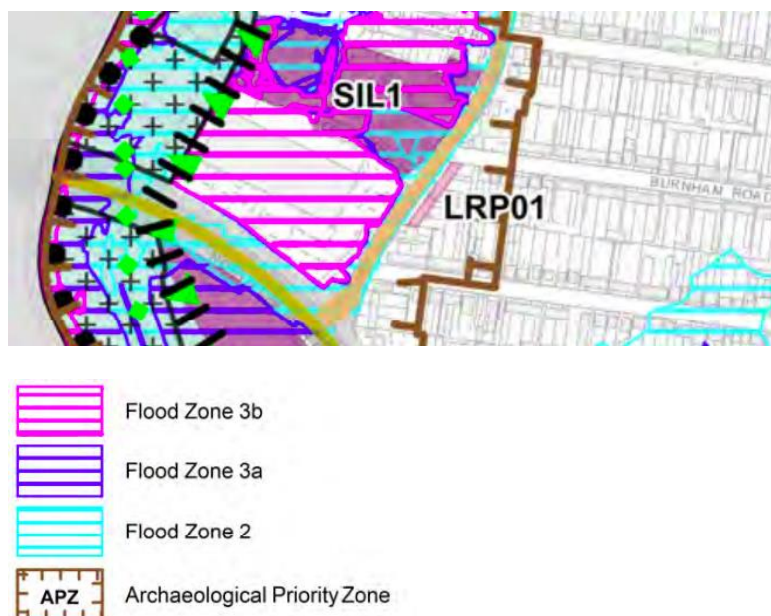 SIL1
BURNHAM ROAD
LRP01
Flood Zone 3b
Flood Zone 3a
Flood Zone 2
APZ Archaeological Priority Zone